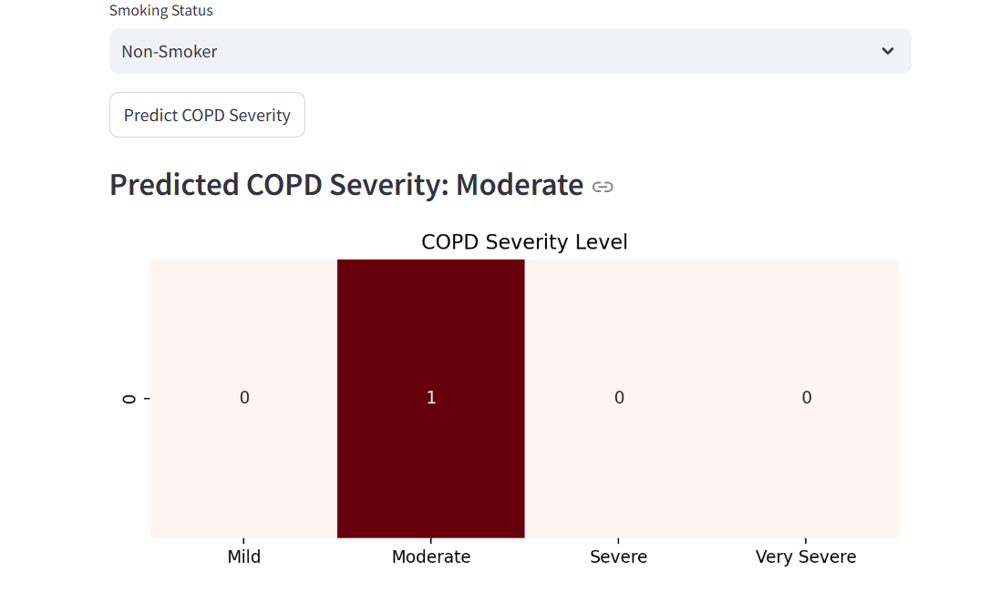 Smoking Status
Non-Smoker
Predict COPD Severity
Predicted COPD Severity: Moderate
COPD Severity Level
0
0 1 0 0
Mild Moderate Severe Very Severe